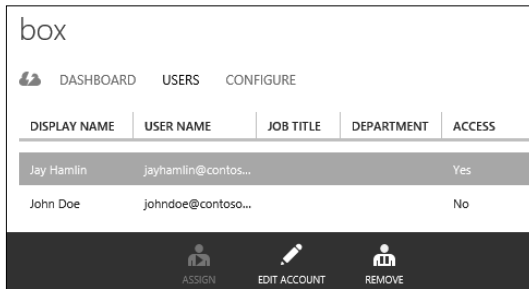 box
DASHBOARD USERS CONFIGURE
DISPLAY NAME USER NAME JOB TITLE DEPARTMENT ACCESS
Jay Hamlin jayhamlin@contos... Yes
John Doe johndoe@contoso... No
ASSIGN EDIT ACCOUNT REMOVE